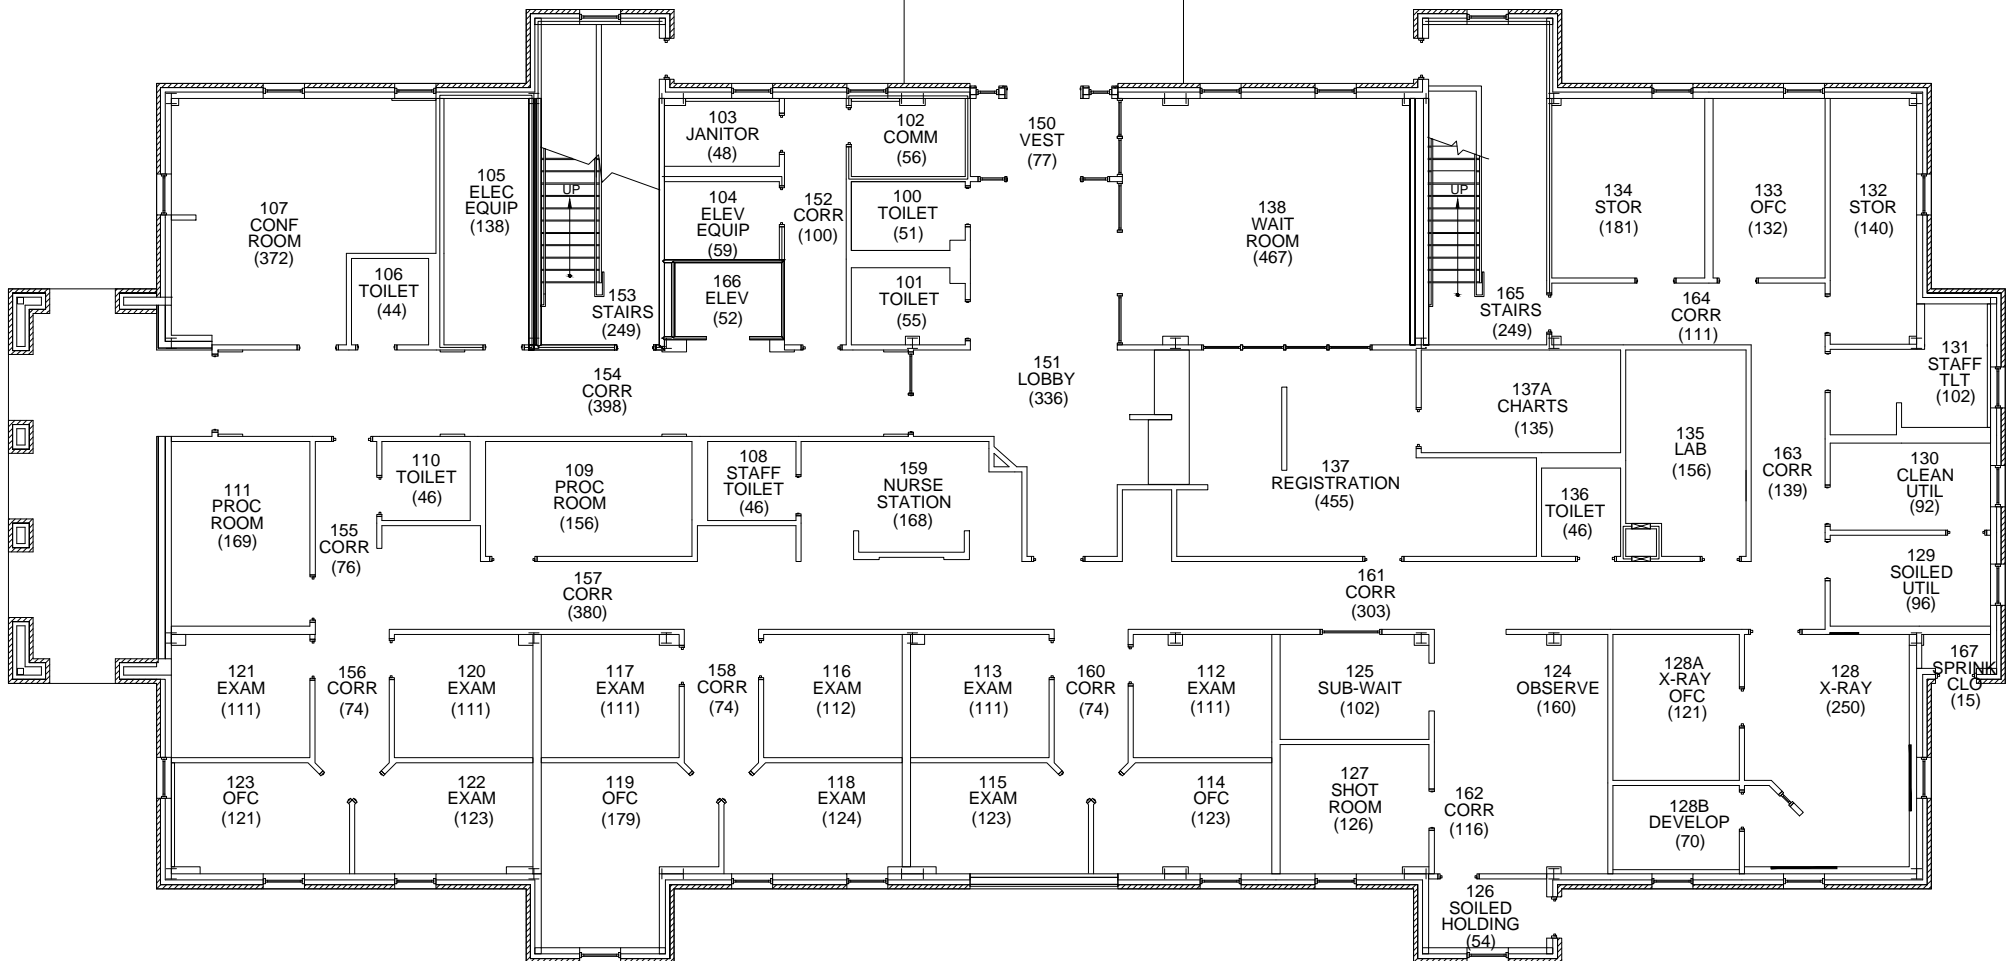 103
JANITOR
(48)
102
COMM
(56)
150
VEST
(77)
105
ELEC
EQUIP
(138)
UP
104
ELEV
EQUIP
(59)
152
CORR
(100)
100
TOILET
(51)
138
WAIT
ROOM
(467)
UP
134
STOR
(181)
133
OFC
(132)
132
STOR
(140)
107
CONF
ROOM
(372)
106
TOILET
(44)
153
STAIRS
(249)
166
ELEV
(52)
101
TOILET
(55)
165
STAIRS
(249)
164
CORR
(111)
131
STAFF
TLT
(102)
154
CORR
(398)
151
LOBBY
(336)
137A
CHARTS
(135)
135
LAB
(156)
163
CORR
(139)
130
CLEAN
UTIL
(92)
111
PROC
ROOM
(169)
110
TOILET
(46)
109
PROC
ROOM
(156)
108
STAFF
TOILET
(46)
159
NURSE
STATION
(168)
137
REGISTRATION
(455)
136
TOILET
(46)
155
CORR
(76)
157
CORR
(380)
161
CORR
(303)
129
SOILED
UTIL
(96)
121
EXAM
(111)
156
CORR
(74)
120
EXAM
(111)
117
EXAM
(111)
158
CORR
(74)
116
EXAM
(112)
113
EXAM
(111)
160
CORR
(74)
112
EXAM
(111)
125
SUB-WAIT
(102)
124
OBSERVE
(160)
128A
X-RAY
OFC
(121)
128
X-RAY
(250)
167
SPRINK
CLO
(15)
123
OFC
(121)
122
EXAM
(123)
119
OFC
(179)
118
EXAM
(124)
115
EXAM
(123)
114
OFC
(123)
127
SHOT
ROOM
(126)
162
CORR
(116)
128B
DEVELOP
(70)
126
SOILED
HOLDING
(54)